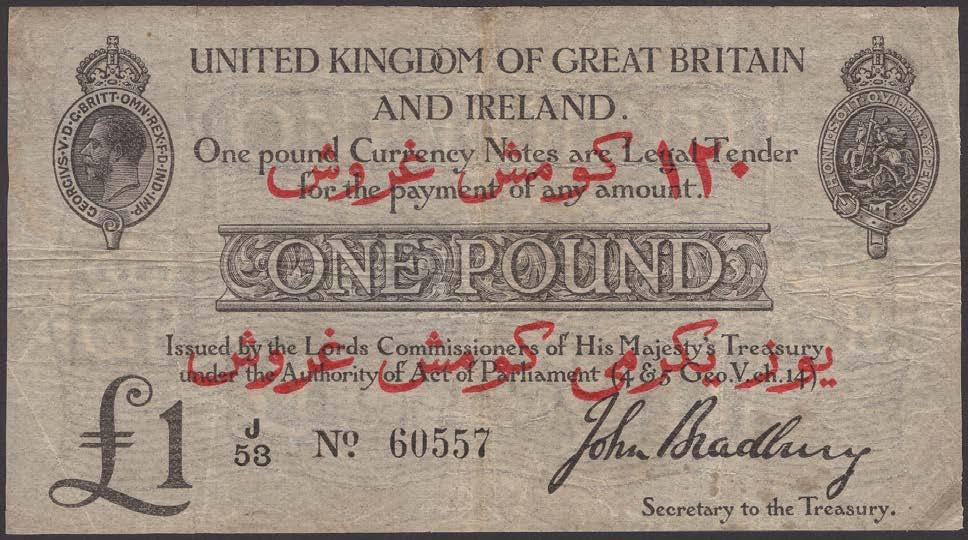 UNITED KINGDOM OF GREAT BRITAIN
AND IRELAND.
GEORGIVS·V·D·G·BRITT·OMN·REX·F·D·IND·IMP·
HONI·SOIT·QVI·MAL·Y·PENSE
One pound Currency Notes are Legal Tender
for the payment of any amount.
١٢٠ كومش غروش
ONE POUND
Issued by the Lords Commissioners of His Majesty's Treasury
under the Authority of Act of Parliament (4 & 5 Geo.V.ch.14)
يوز يكرمى كومش غروش
£1
J
53
Nº 60557
John Bradbury
Secretary to the Treasury.